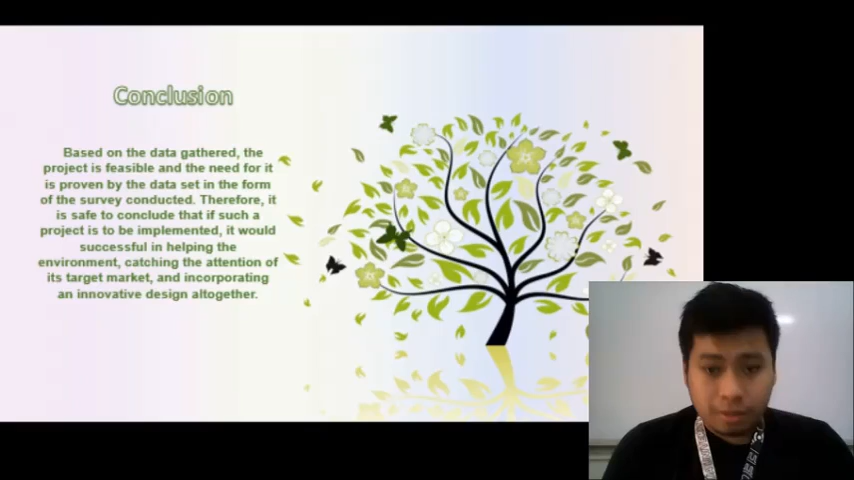 Conclusion
Based on the data gathered, the
project is feasible and the need for it
is proven by the data set in the form
of the survey conducted. Therefore, it
is safe to conclude that if such a
project is to be implemented, it would
successful in helping the
environment, catching the attention of
its target market, and incorporating
an innovative design altogether.